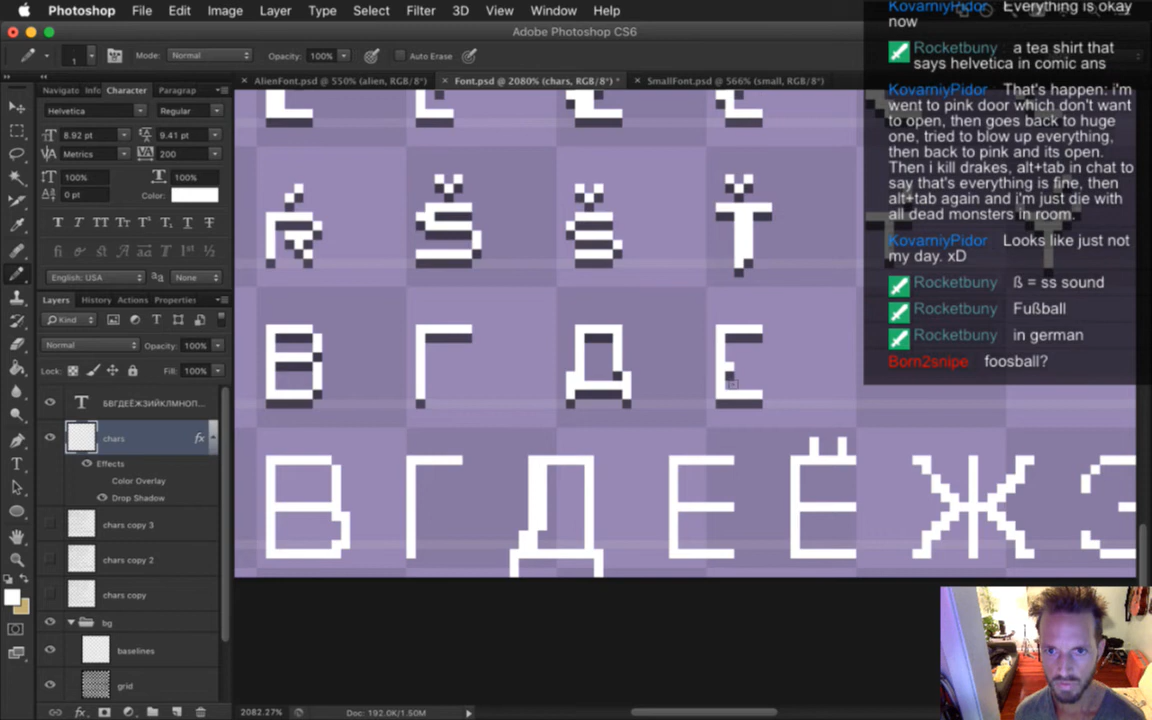 Photoshop File Edit Image Layer Type Select Filter 3D View Window Help
KovarniyPidor Everything is okay
now
Adobe Photoshop CS6
Rocketbuny a tea shirt that
says helvetica in comic ans
1 Mode: Normal Opacity: 100% Auto Erase
AlienFont.psd @ 550% (alien, RGB/8*) Font.psd @ 2080% (chars, RGB/8*) * SmallFont.psd @ 566% (small, RGB/8*)
Navigate Info Character Paragrap
Helvetica Regular
8.92 pt 9.41 pt
Metrics 200
100% 100%
0 pt Color:
English: USA None
KovarniyPidor That's happen: i'm
went to pink door which don't want
to open, then goes back to huge
one, tried to blow up everything,
then back to pink and its open.
Then i kill drakes, alt+tab in chat to
say that's everything is fine, then
alt+tab again and i'm just die with
all dead monsters in room.
KovarniyPidor Looks like just not
my day. xD
Rocketbuny ß = ss sound
Rocketbuny Fußball
Rocketbuny in german
Born2snipe foosball?
Š Ť Ť
В Г Д Е
В Г Д Е Ё Ж
Layers History Actions Properties
Kind
Normal Opacity: 100%
Lock: Fill: 100%
БВГДЕЁЖЗИЙКЛМНОП...
chars fx
Effects
Color Overlay
Drop Shadow
chars copy 3
chars copy 2
chars copy
bg
baselines
grid
2082.27% Doc: 192.0K/1.50M